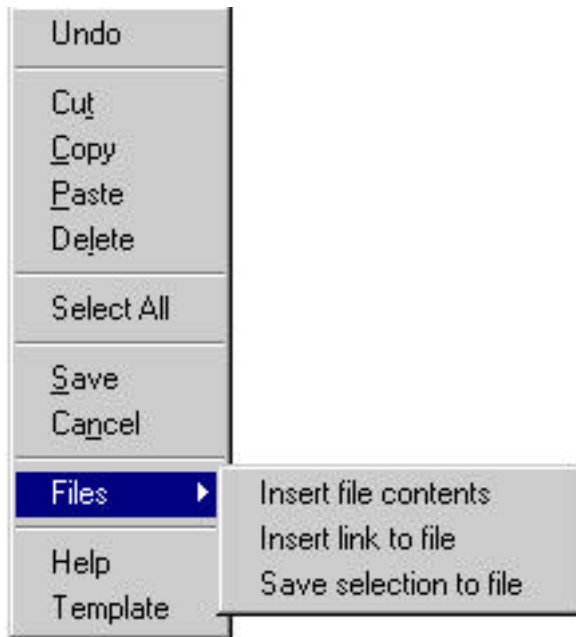 Undo
Cut
Copy
Paste
Delete
Select All
Save
Cancel
Files
Insert file contents
Insert link to file
Save selection to file
Help
Template